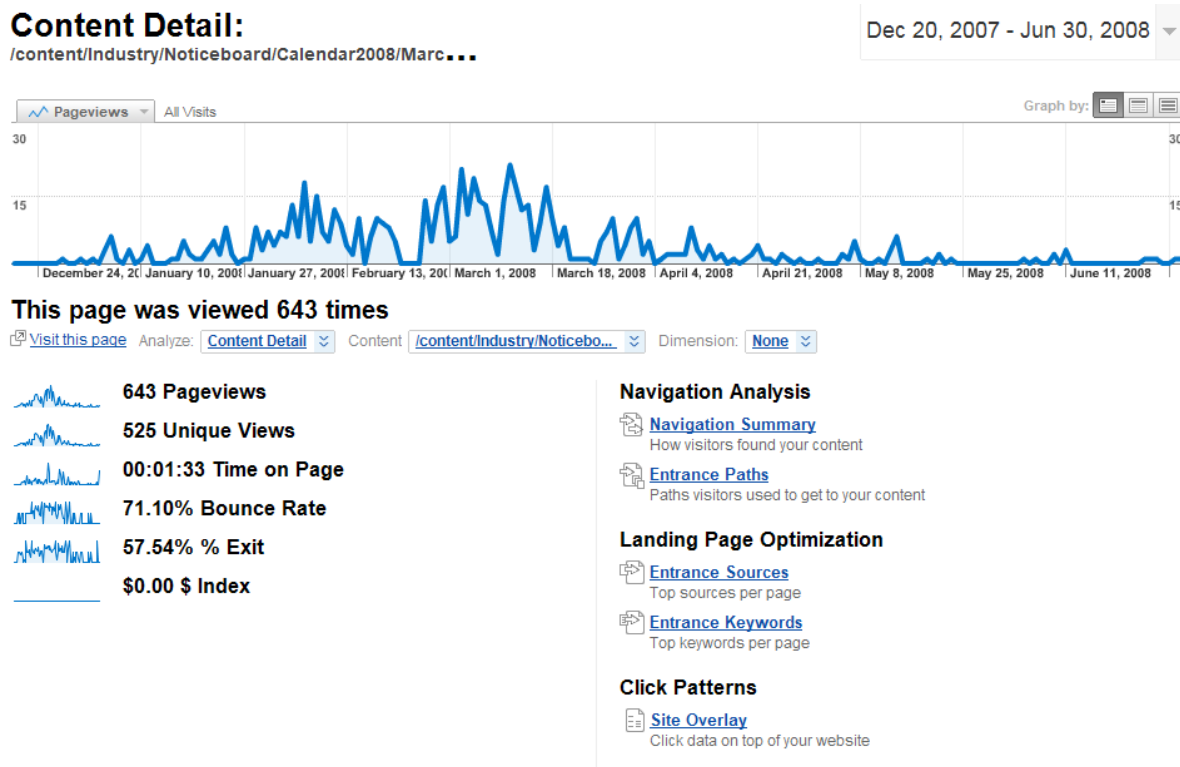 Content Detail:
/content/Industry/Noticeboard/Calendar2008/Marc...
Dec 20, 2007 - Jun 30, 2008
Pageviews All Visits
Graph by:
30 30
15 15
December 24, 20 January 10, 200 January 27, 200 February 13, 200 March 1, 2008 March 18, 2008 April 4, 2008 April 21, 2008 May 8, 2008 May 25, 2008 June 11, 2008
This page was viewed 643 times
Visit this page Analyze: Content Detail Content /content/Industry/Noticebo... Dimension: None
643 Pageviews
525 Unique Views
00:01:33 Time on Page
71.10% Bounce Rate
57.54% % Exit
$0.00 $ Index
Navigation Analysis
Navigation Summary
How visitors found your content
Entrance Paths
Paths visitors used to get to your content
Landing Page Optimization
Entrance Sources
Top sources per page
Entrance Keywords
Top keywords per page
Click Patterns
Site Overlay
Click data on top of your website